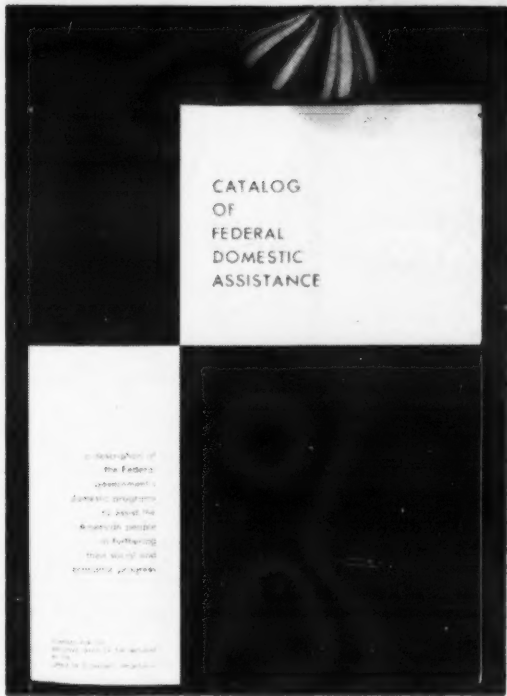 CATALOG
OF
FEDERAL
DOMESTIC
ASSISTANCE
a description of
the Federal
Government's
domestic programs
to assist the
American people
in furthering
their social and
economic progress